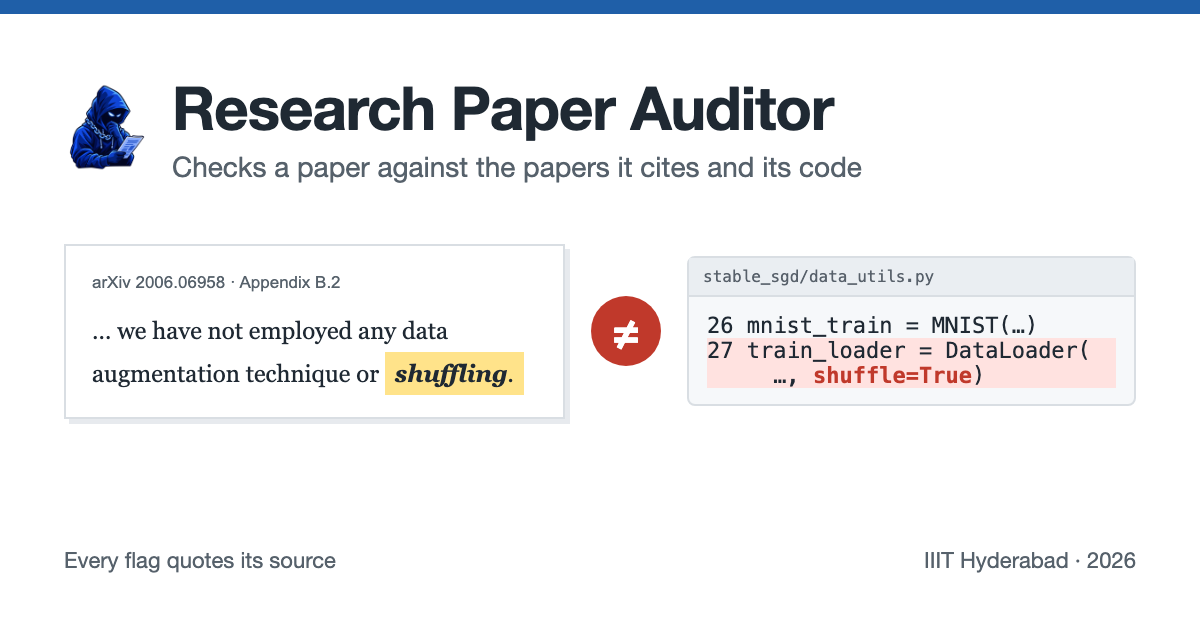 Research Paper Auditor
Checks a paper against the papers it cites and its code
arXiv 2006.06958 · Appendix B.2
... we have not employed any data
augmentation technique or shuffling.
≠
stable_sgd/data_utils.py
26 mnist_train = MNIST(…)
27 train_loader = DataLoader(
…, shuffle=True)
Every flag quotes its source
IIIT Hyderabad · 2026